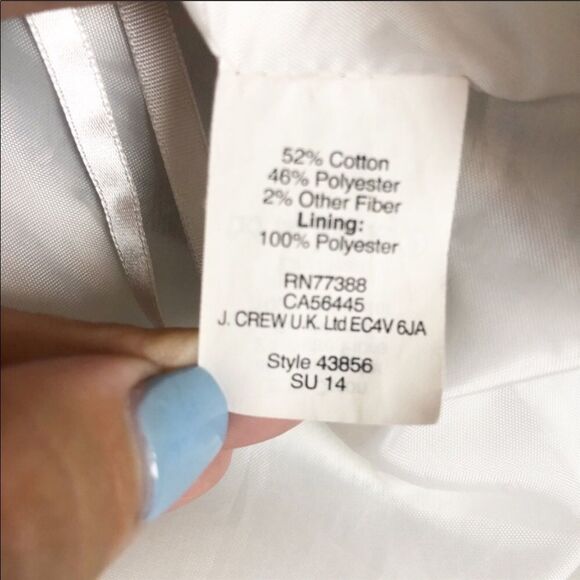 52% Cotton
46% Polyester
2% Other Fiber
Lining:
100% Polyester
RN77388
CA56445
J. CREW U.K. Ltd EC4V 6JA
Style 43856
SU 14